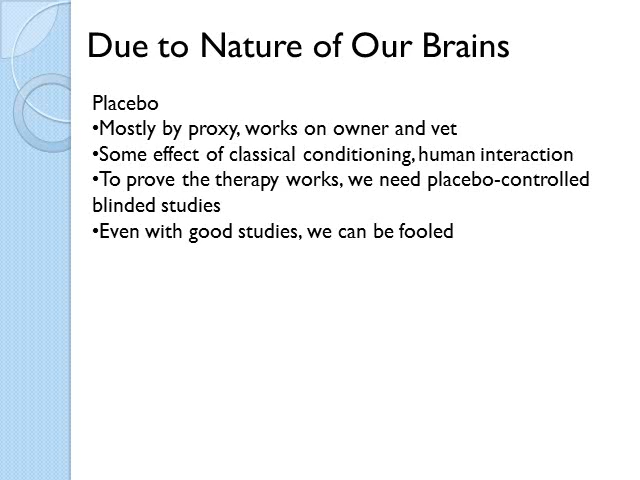 Due to Nature of Our Brains
Placebo
•Mostly by proxy, works on owner and vet
•Some effect of classical conditioning, human interaction
•To prove the therapy works, we need placebo-controlled
blinded studies
•Even with good studies, we can be fooled